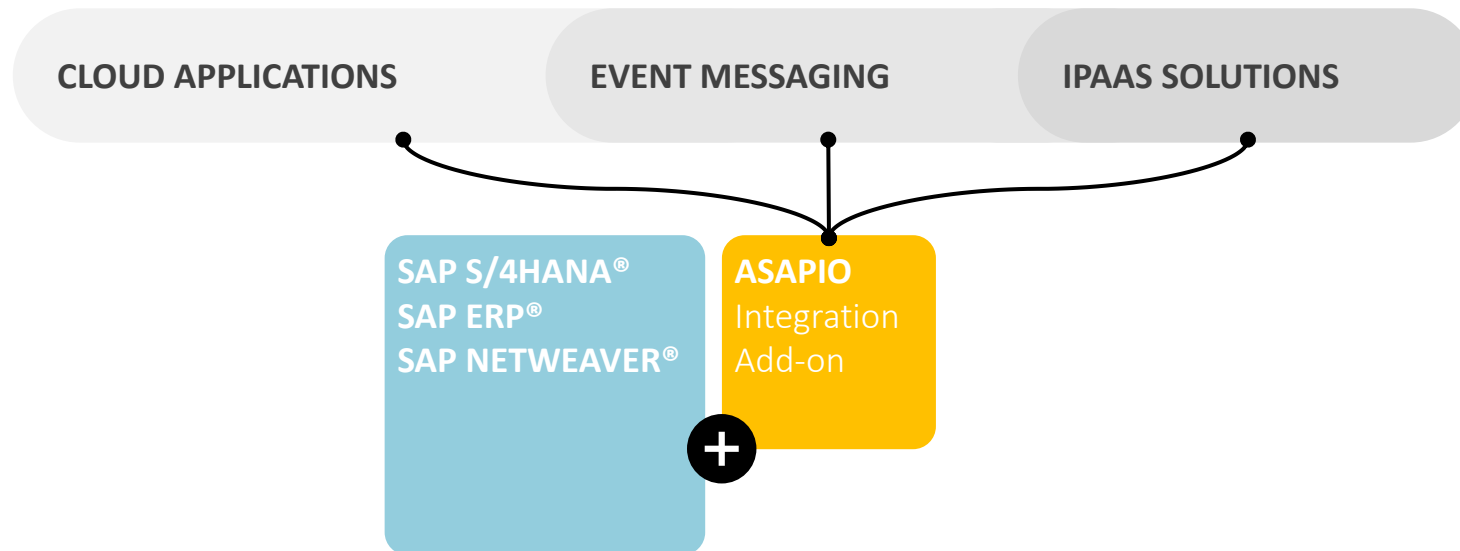 CLOUD APPLICATIONS
EVENT MESSAGING
IPAAS SOLUTIONS
SAP S/4HANA®
SAP ERP®
SAP NETWEAVER®
ASAPIO
Integration
Add-on